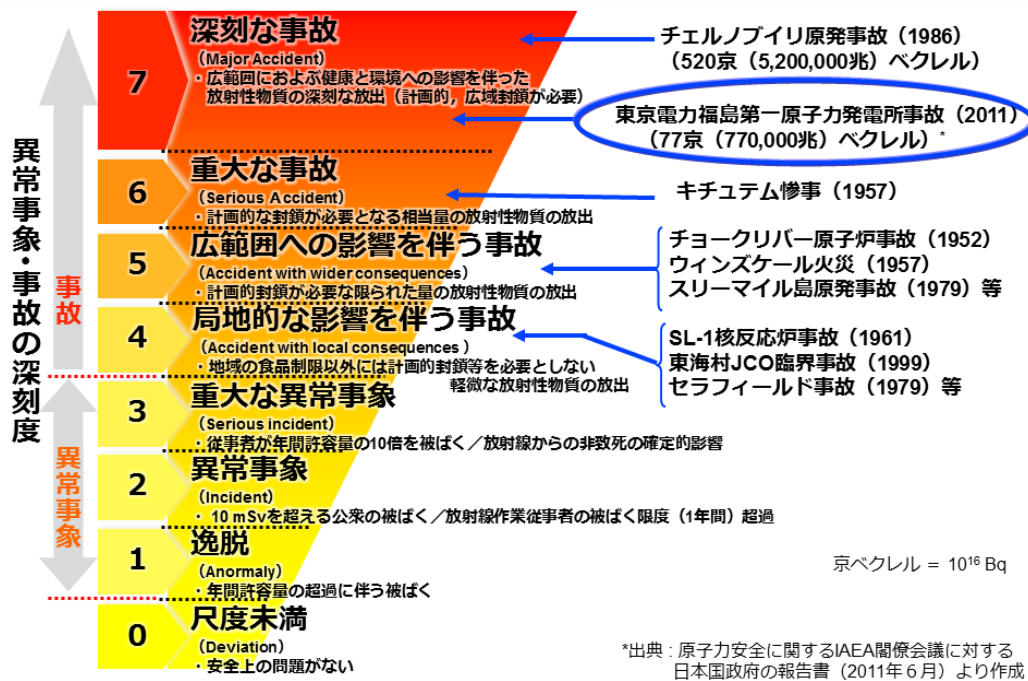 異常事象・事故の深刻度
事故
異常事象
7
深刻な事故
（Major Accident）
・広範囲におよぶ健康と環境への影響を伴った
放射性物質の深刻な放出（計画的，広域封鎖が必要）
チェルノブイリ原発事故（1986）
（520京（5,200,000兆）ベクレル）
東京電力福島第一原子力発電所事故（2011）
（77京（770,000兆）ベクレル）*
6
重大な事故
（Serious Accident）
・計画的な封鎖が必要となる相当量の放射性物質の放出
キチュテム惨事（1957）
5
広範囲への影響を伴う事故
（Accident with wider consequences）
・計画的封鎖が必要な限られた量の放射性物質の放出
チョークリバー原子炉事故（1952）
ウィンズケール火災（1957）
スリーマイル島原発事故（1979）等
4
局地的な影響を伴う事故
（Accident with local consequences ）
・地域の食品制限以外には計画的封鎖等を必要としない
軽微な放射性物質の放出
SL-1核反応炉事故（1961）
東海村JCO臨界事故（1999）
セラフィールド事故（1979）等
3
重大な異常事象
（Serious incident）
・従事者が年間許容量の10倍を被ばく／放射線からの非致死の確定的影響
2
異常事象
（Incident）
・ 10 mSvを超える公衆の被ばく／放射線作業従事者の被ばく限度（1年間）超過
1
逸脱
（Anormaly）
・年間許容量の超過に伴う被ばく
0
尺度未満
（Deviation）
・安全上の問題がない
京ベクレル ＝ 10¹⁶ Bq
*出典：原子力安全に関するIAEA閣僚会議に対する
日本国政府の報告書（2011年６月）より作成